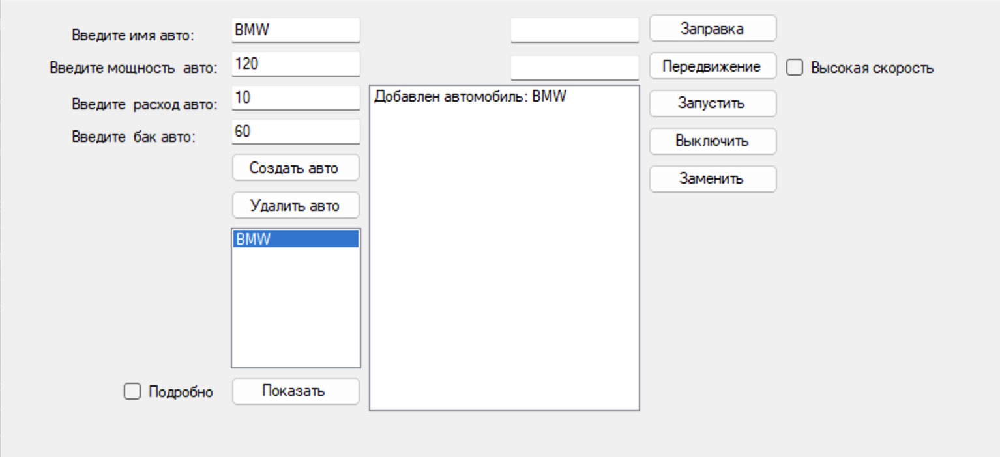 Введите имя авто: BMW
Заправка
Введите мощность авто: 120
Передвижение
Высокая скорость
Введите расход авто: 10
Добавлен автомобиль: BMW
Запустить
Введите бак авто: 60
Выключить
Создать авто
Заменить
Удалить авто
BMW
Подробно
Показать